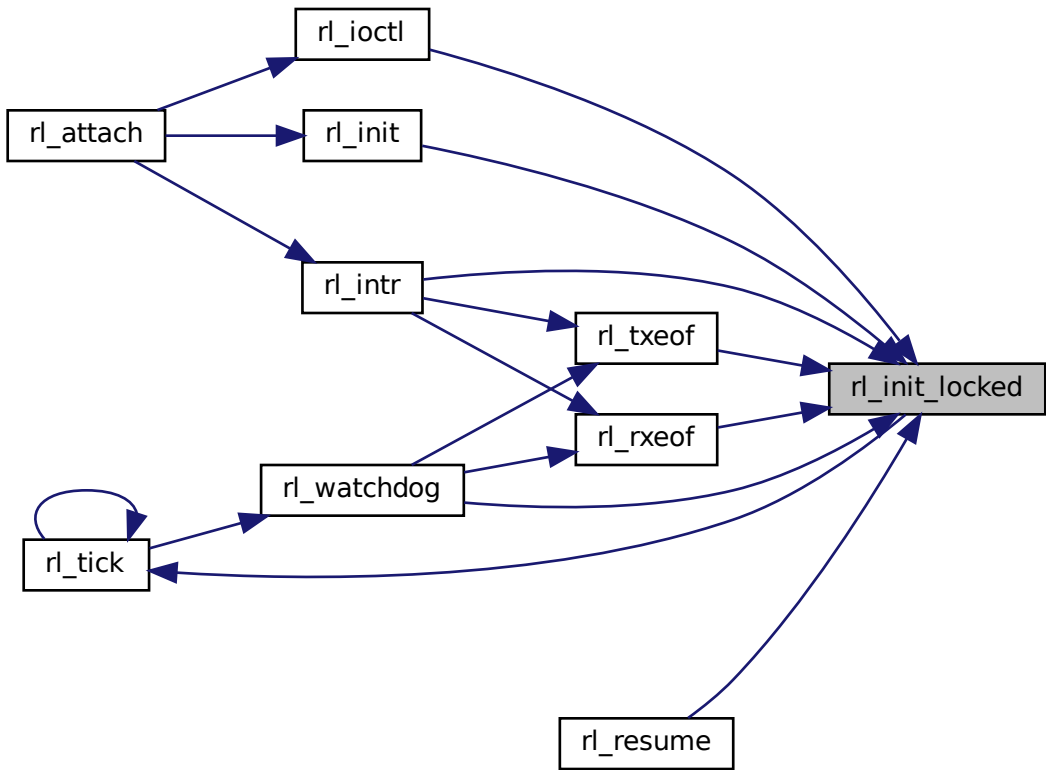 rl_ioctl
rl_attach
rl_init
rl_intr
rl_txeof
rl_init_locked
rl_rxeof
rl_watchdog
rl_tick
rl_resume